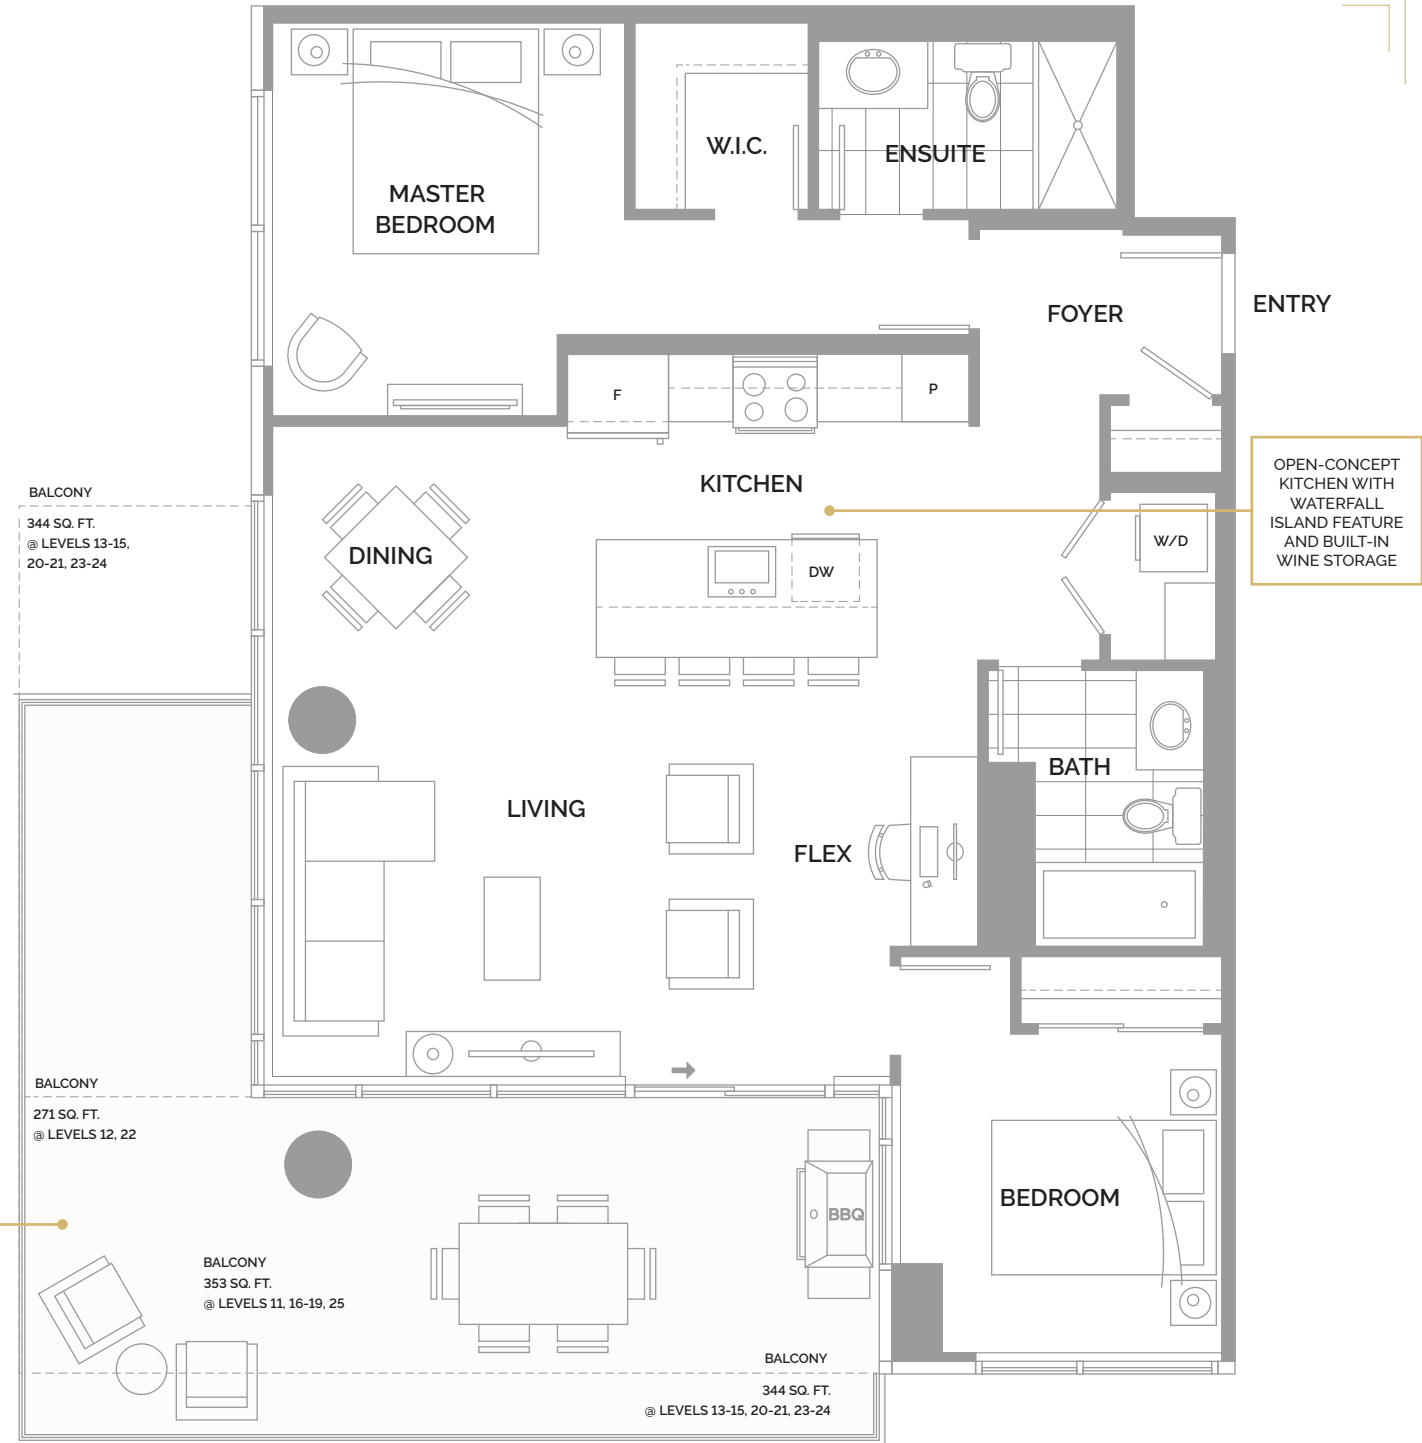 W.I.C.
ENSUITE
MASTER
BEDROOM
FOYER
ENTRY
F
P
KITCHEN
OPEN-CONCEPT
KITCHEN WITH
WATERFALL
ISLAND FEATURE
AND BUILT-IN
WINE STORAGE
BALCONY
344 SQ. FT.
@ LEVELS 13-15,
20-21, 23-24
DINING
DW
W/D
BATH
LIVING
FLEX
BALCONY
271 SQ. FT.
@ LEVELS 12, 22
BEDROOM
BBQ
BALCONY
353 SQ. FT.
@ LEVELS 11, 16-19, 25
BALCONY
344 SQ. FT.
@ LEVELS 13-15, 20-21, 23-24